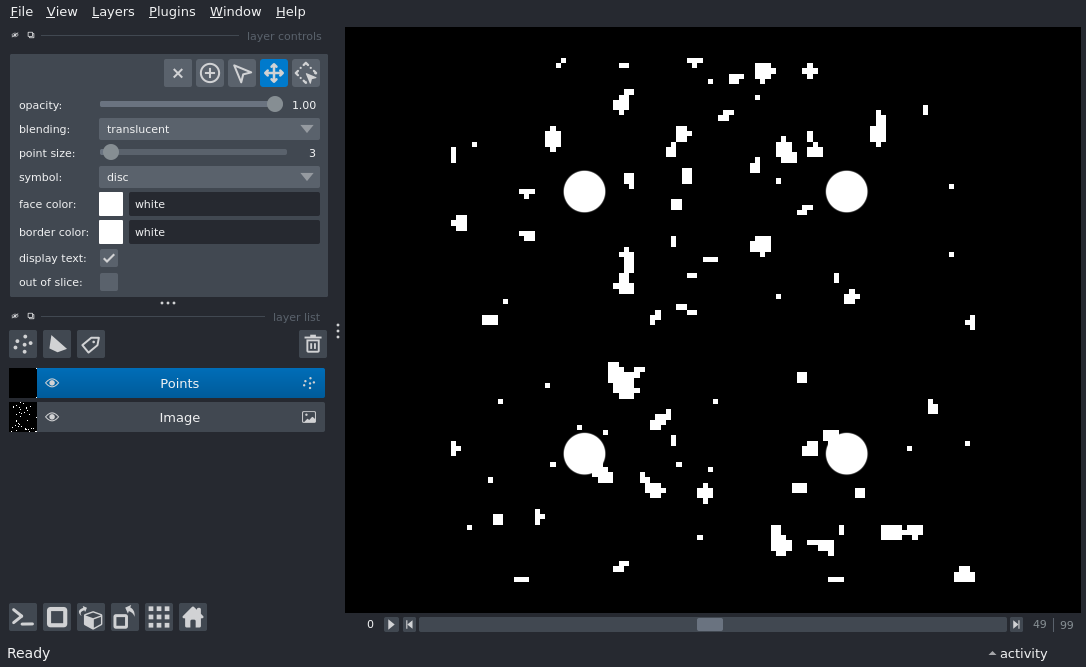 File View Layers Plugins Window Help
layer controls
opacity: 1.00
blending: translucent
point size: 3
symbol: disc
face color: white
border color: white
display text:
out of slice:
layer list
Points
Image
0 49 99
Ready activity